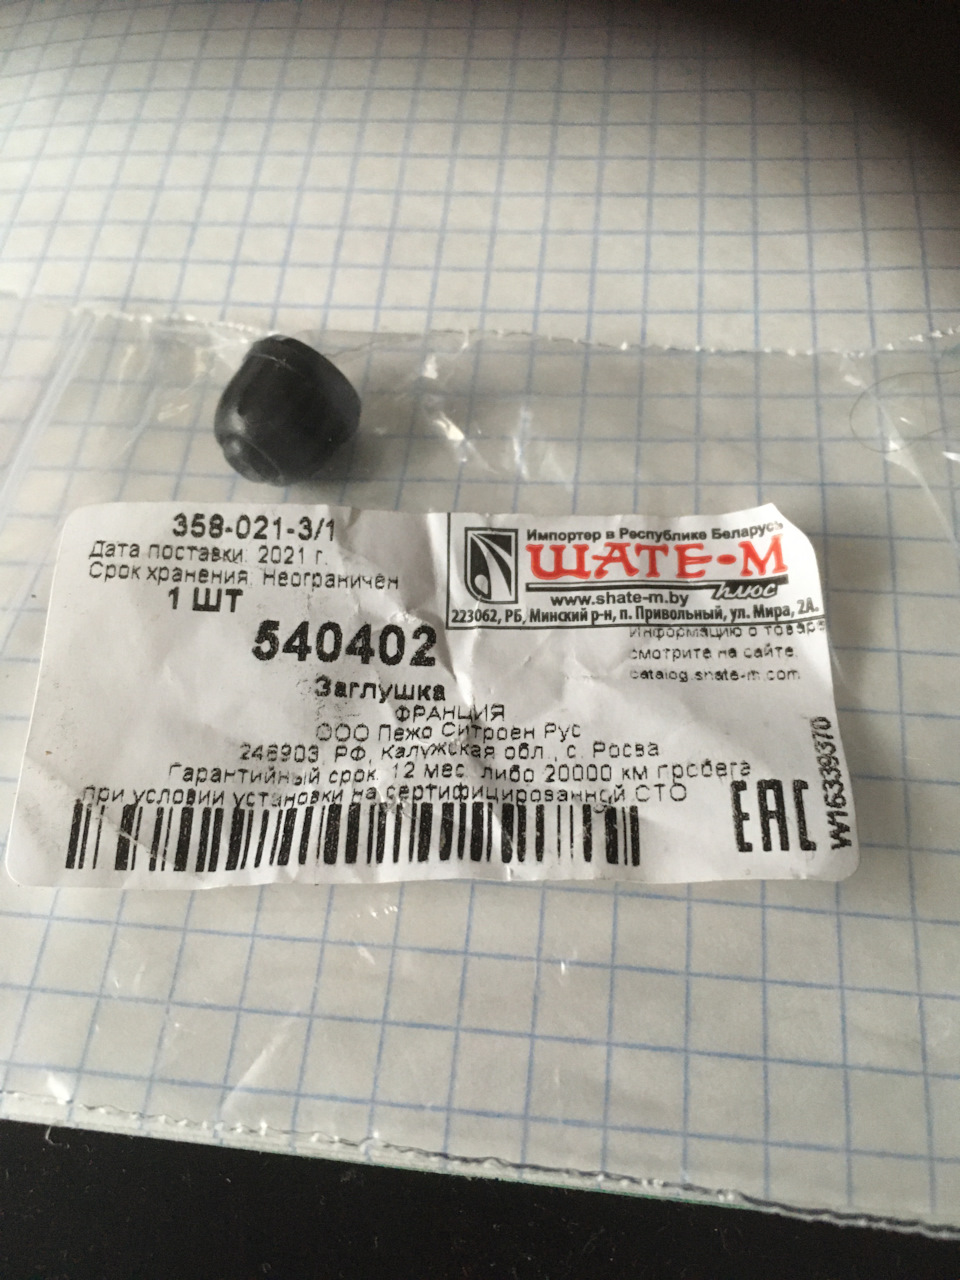 358-021-3/1
Дата поставки: 2021 г.
Срок хранения: Неограничен
1 ШТ
Импортер в Республике Беларусь
ШАТЕ-М
плюс
www.shate-m.by
223062, РБ, Минский р-н, п. Привольный, ул. Мира, 2А.
Информацию о товаре
смотрите на сайте
catalog.shate-m.com
540402
Заглушка
ФРАНЦИЯ
ООО Пежо Ситроен Рус
248903, РФ, Калужская обл., с. Росва
Гарантийный срок: 12 мес. либо 20000 км пробега
при условии установки на сертифицированной СТО
EAC
W16339370